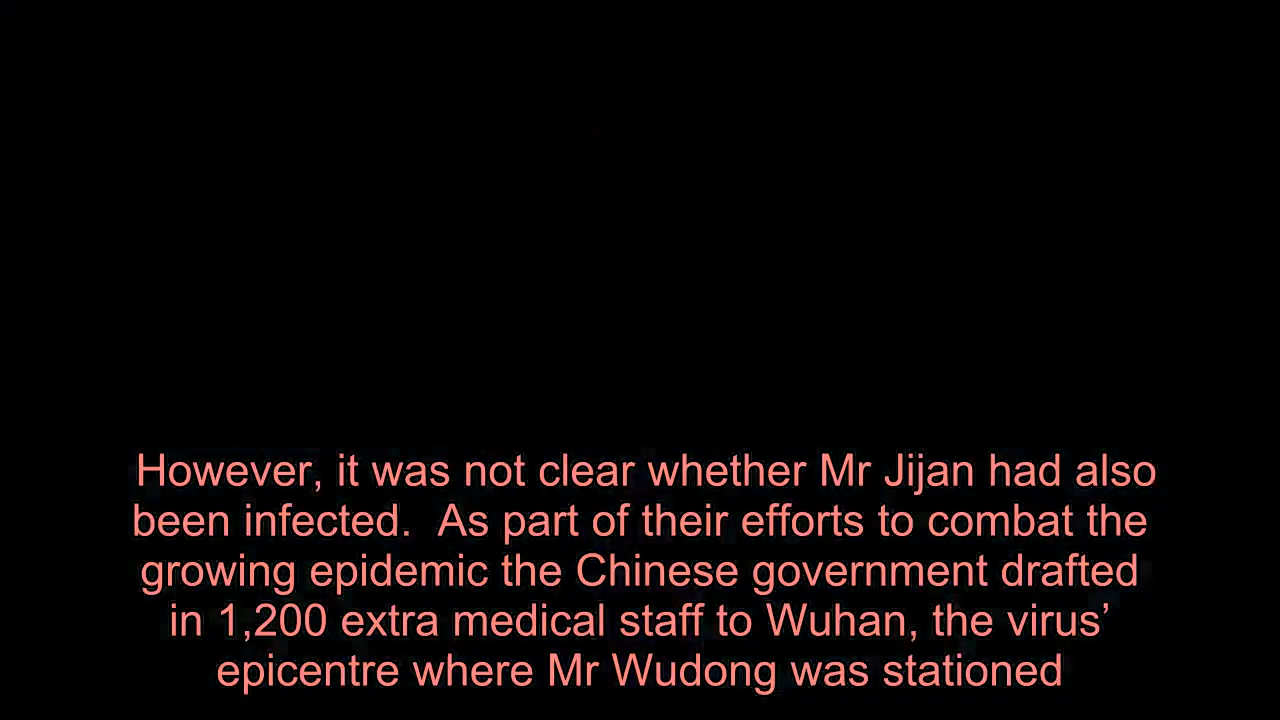 However, it was not clear whether Mr Jijan had also
been infected.  As part of their efforts to combat the
growing epidemic the Chinese government drafted
in 1,200 extra medical staff to Wuhan, the virus’
epicentre where Mr Wudong was stationed